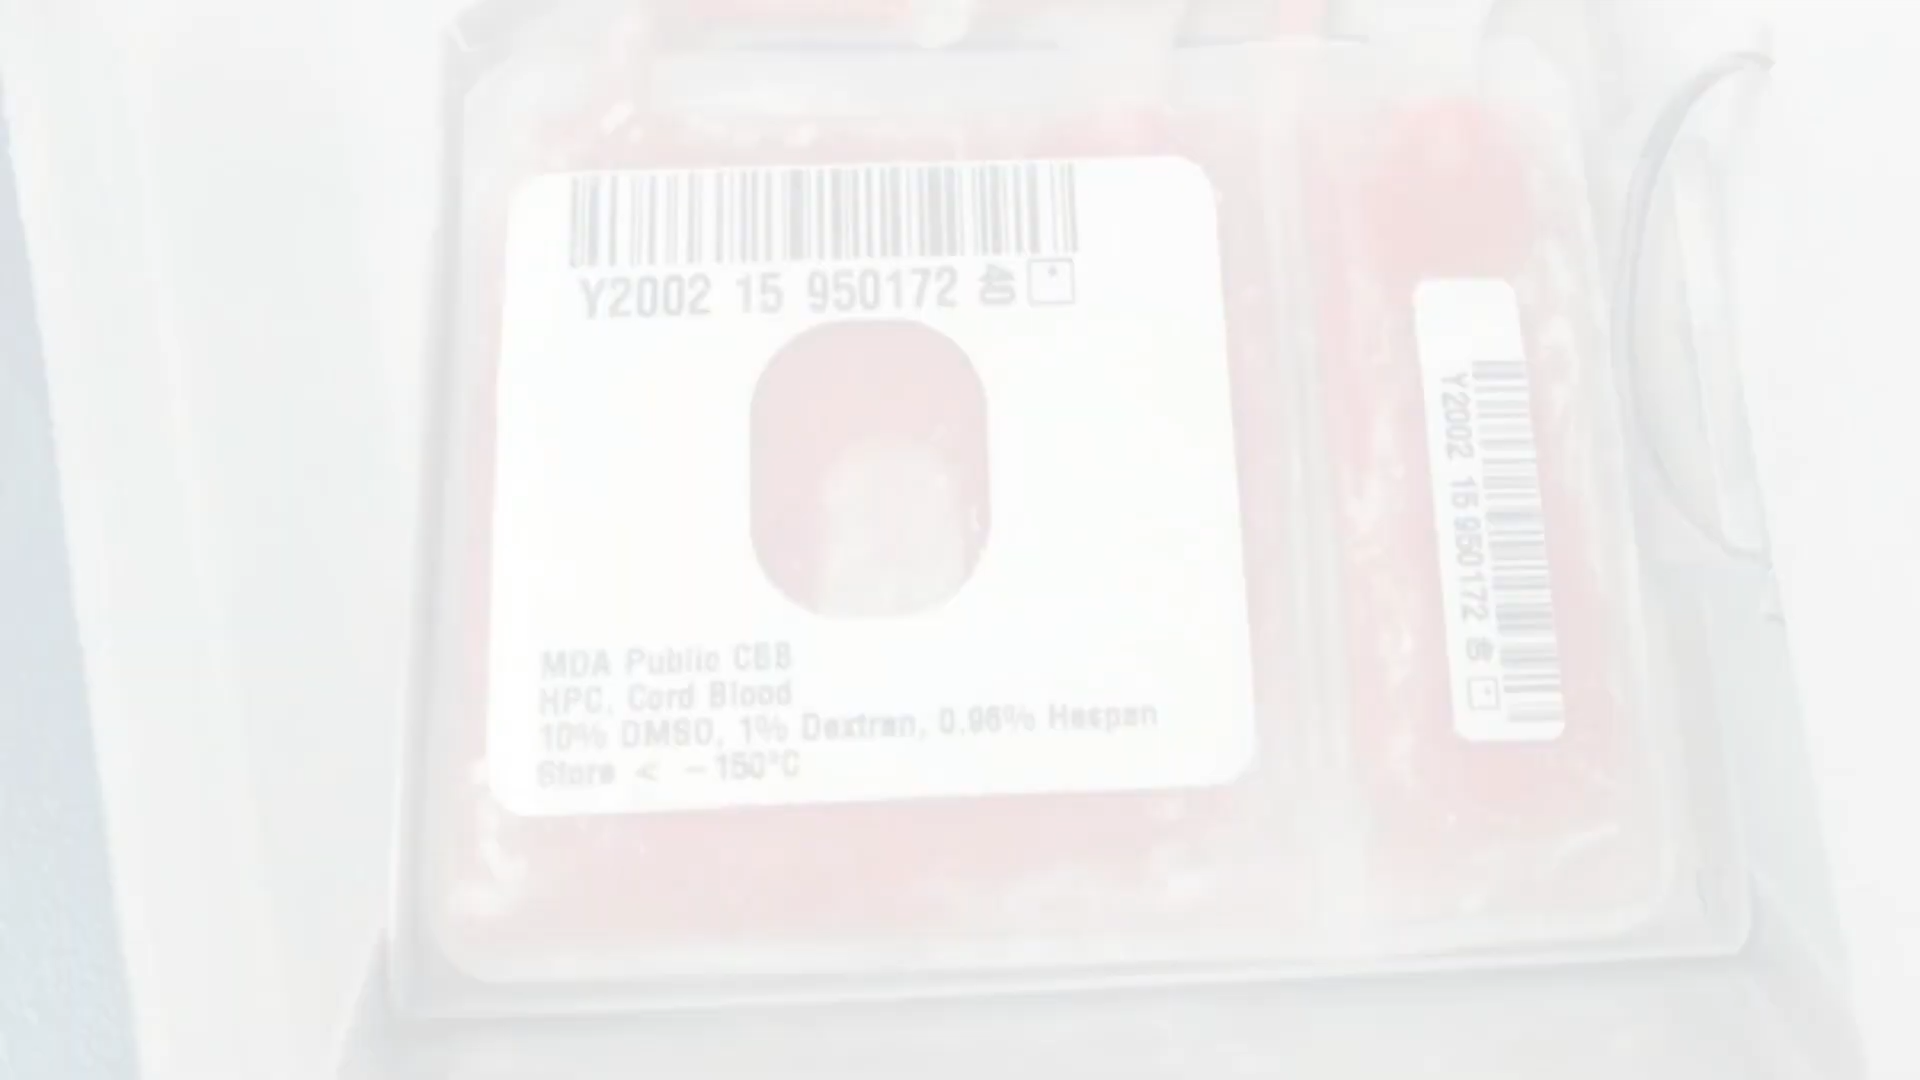 Y2002 15 950172 40
MDA Public CBB
HPC, Cord Blood
10% DMSO, 1% Dextran, 0.96% Hespan
Store < -150°C
Y2002 15 950172